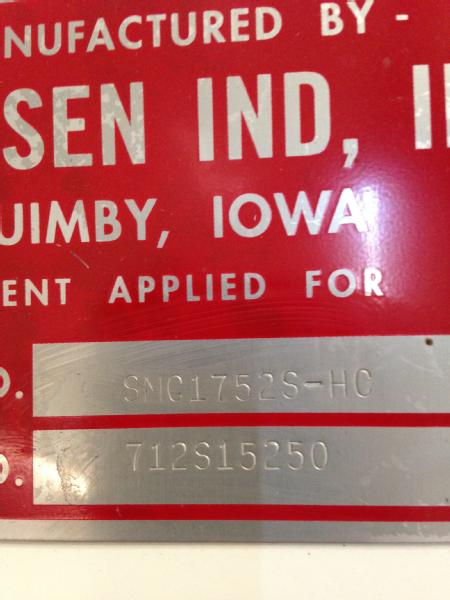 NUFACTURED BY -
SEN IND, I
UIMBY, IOWA
ENT APPLIED FOR
O. SMC1752S-HC
O. 712S15250